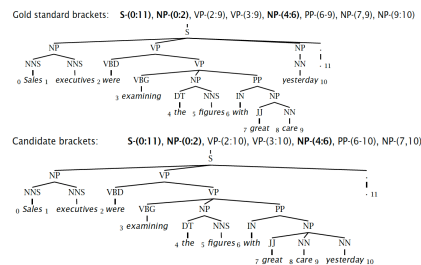 Gold standard brackets: S-(0:11), NP-(0:2), VP-(2:9), VP-(3:9), NP-(4:6), PP-(6-9), NP-(7,9), NP-(9:10)
S
NP VP NP .
NNS NNS VBD VP NN . 11
0 Sales 1 executives 2 were VBG NP PP yesterday 10
3 examining DT NNS IN NP
4 the 5 figures 6 with JJ NN
7 great 8 care 9
Candidate brackets: S-(0:11), NP-(0:2), VP-(2:10), VP-(3:10), NP-(4:6), PP-(6-10), NP-(7,10)
S
NP VP .
NNS NNS VBD VP . 11
0 Sales 1 executives 2 were VBG NP PP
3 examining DT NNS IN NP
4 the 5 figures 6 with JJ NN NN
7 great 8 care 9 yesterday 10